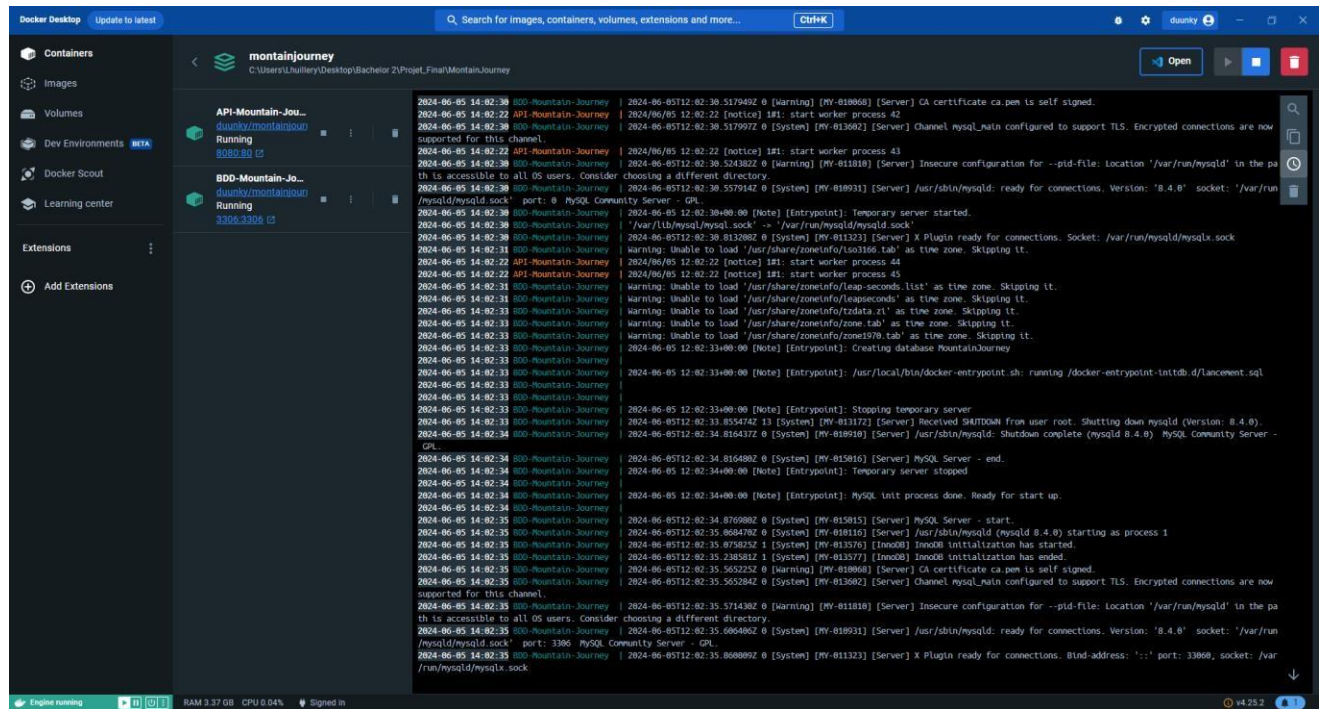 Docker Desktop Update to latest
Search for images, containers, volumes, extensions and more... Ctrl+K
duunky
Containers
Images
Volumes
Dev Environments BETA
Docker Scout
Learning center
Extensions
Add Extensions
montainjourney
C:\Users\Lhuillery\Desktop\Bachelor 2\Projet_Final\MontainJourney
Open
API-Mountain-Jou...
duunky/montainjourn
Running
8080:80
BDD-Mountain-Jo...
duunky/montainjourn
Running
3306:3306
2024-06-05 14:02:30 BDD-Mountain-Journey | 2024-06-05T12:02:30.517949Z 0 [Warning] [MY-010068] [Server] CA certificate ca.pem is self signed.
2024-06-05 14:02:22 API-Mountain-Journey | 2024/06/05 12:02:22 [notice] 1#1: start worker process 42
2024-06-05 14:02:30 BDD-Mountain-Journey | 2024-06-05T12:02:30.517997Z 0 [System] [MY-013602] [Server] Channel mysql_main configured to support TLS. Encrypted connections are now
supported for this channel.
2024-06-05 14:02:22 API-Mountain-Journey | 2024/06/05 12:02:22 [notice] 1#1: start worker process 43
2024-06-05 14:02:30 BDD-Mountain-Journey | 2024-06-05T12:02:30.524382Z 0 [Warning] [MY-011810] [Server] Insecure configuration for --pid-file: Location '/var/run/mysqld' in the pa
th is accessible to all OS users. Consider choosing a different directory.
2024-06-05 14:02:30 BDD-Mountain-Journey | 2024-06-05T12:02:30.557914Z 0 [System] [MY-010931] [Server] /usr/sbin/mysqld: ready for connections. Version: '8.4.0' socket: '/var/run
/mysqld/mysqld.sock' port: 0 MySQL Community Server - GPL.
2024-06-05 14:02:30 BDD-Mountain-Journey | 2024-06-05 12:02:30+00:00 [Note] [Entrypoint]: Temporary server started.
2024-06-05 14:02:30 BDD-Mountain-Journey | '/var/lib/mysql/mysql.sock' -> '/var/run/mysqld/mysqld.sock'
2024-06-05 14:02:30 BDD-Mountain-Journey | 2024-06-05T12:02:30.813208Z 0 [System] [MY-011323] [Server] X Plugin ready for connections. Socket: /var/run/mysqld/mysqlx.sock
2024-06-05 14:02:31 BDD-Mountain-Journey | Warning: Unable to load '/usr/share/zoneinfo/iso3166.tab' as time zone. Skipping it.
2024-06-05 14:02:22 API-Mountain-Journey | 2024/06/05 12:02:22 [notice] 1#1: start worker process 44
2024-06-05 14:02:22 API-Mountain-Journey | 2024/06/05 12:02:22 [notice] 1#1: start worker process 45
2024-06-05 14:02:31 BDD-Mountain-Journey | Warning: Unable to load '/usr/share/zoneinfo/leap-seconds.list' as time zone. Skipping it.
2024-06-05 14:02:31 BDD-Mountain-Journey | Warning: Unable to load '/usr/share/zoneinfo/leapseconds' as time zone. Skipping it.
2024-06-05 14:02:33 BDD-Mountain-Journey | Warning: Unable to load '/usr/share/zoneinfo/tzdata.zi' as time zone. Skipping it.
2024-06-05 14:02:33 BDD-Mountain-Journey | Warning: Unable to load '/usr/share/zoneinfo/zone.tab' as time zone. Skipping it.
2024-06-05 14:02:33 BDD-Mountain-Journey | Warning: Unable to load '/usr/share/zoneinfo/zone1970.tab' as time zone. Skipping it.
2024-06-05 14:02:33 BDD-Mountain-Journey | 2024-06-05 12:02:33+00:00 [Note] [Entrypoint]: Creating database MountainJourney
2024-06-05 14:02:33 BDD-Mountain-Journey |
2024-06-05 14:02:33 BDD-Mountain-Journey | 2024-06-05 12:02:33+00:00 [Note] [Entrypoint]: /usr/local/bin/docker-entrypoint.sh: running /docker-entrypoint-initdb.d/lancement.sql
2024-06-05 14:02:33 BDD-Mountain-Journey |
2024-06-05 14:02:33 BDD-Mountain-Journey |
2024-06-05 14:02:33 BDD-Mountain-Journey | 2024-06-05 12:02:33+00:00 [Note] [Entrypoint]: Stopping temporary server
2024-06-05 14:02:33 BDD-Mountain-Journey | 2024-06-05T12:02:33.855474Z 13 [System] [MY-013172] [Server] Received SHUTDOWN from user root. Shutting down mysqld (Version: 8.4.0).
2024-06-05 14:02:34 BDD-Mountain-Journey | 2024-06-05T12:02:34.816437Z 0 [System] [MY-010910] [Server] /usr/sbin/mysqld: Shutdown complete (mysqld 8.4.0) MySQL Community Server -
GPL.
2024-06-05 14:02:34 BDD-Mountain-Journey | 2024-06-05T12:02:34.816480Z 0 [System] [MY-015016] [Server] MySQL Server - end.
2024-06-05 14:02:34 BDD-Mountain-Journey | 2024-06-05 12:02:34+00:00 [Note] [Entrypoint]: Temporary server stopped
2024-06-05 14:02:34 BDD-Mountain-Journey |
2024-06-05 14:02:34 BDD-Mountain-Journey | 2024-06-05 12:02:34+00:00 [Note] [Entrypoint]: MySQL init process done. Ready for start up.
2024-06-05 14:02:34 BDD-Mountain-Journey |
2024-06-05 14:02:35 BDD-Mountain-Journey | 2024-06-05T12:02:34.876980Z 0 [System] [MY-015015] [Server] MySQL Server - start.
2024-06-05 14:02:35 BDD-Mountain-Journey | 2024-06-05T12:02:35.068470Z 0 [System] [MY-010116] [Server] /usr/sbin/mysqld (mysqld 8.4.0) starting as process 1
2024-06-05 14:02:35 BDD-Mountain-Journey | 2024-06-05T12:02:35.075825Z 1 [System] [MY-013576] [InnoDB] InnoDB initialization has started.
2024-06-05 14:02:35 BDD-Mountain-Journey | 2024-06-05T12:02:35.238581Z 1 [System] [MY-013577] [InnoDB] InnoDB initialization has ended.
2024-06-05 14:02:35 BDD-Mountain-Journey | 2024-06-05T12:02:35.565225Z 0 [Warning] [MY-010068] [Server] CA certificate ca.pem is self signed.
2024-06-05 14:02:35 BDD-Mountain-Journey | 2024-06-05T12:02:35.565284Z 0 [System] [MY-013602] [Server] Channel mysql_main configured to support TLS. Encrypted connections are now
supported for this channel.
2024-06-05 14:02:35 BDD-Mountain-Journey | 2024-06-05T12:02:35.571430Z 0 [Warning] [MY-011810] [Server] Insecure configuration for --pid-file: Location '/var/run/mysqld' in the pa
th is accessible to all OS users. Consider choosing a different directory.
2024-06-05 14:02:35 BDD-Mountain-Journey | 2024-06-05T12:02:35.606406Z 0 [System] [MY-010931] [Server] /usr/sbin/mysqld: ready for connections. Version: '8.4.0' socket: '/var/run
/mysqld/mysqld.sock' port: 3306 MySQL Community Server - GPL.
2024-06-05 14:02:35 BDD-Mountain-Journey | 2024-06-05T12:02:35.860809Z 0 [System] [MY-011323] [Server] X Plugin ready for connections. Bind-address: '::' port: 33060, socket: /var
/run/mysqld/mysqlx.sock
Engine running RAM 3.37 GB CPU 0.04% Signed in v4.25.2 1